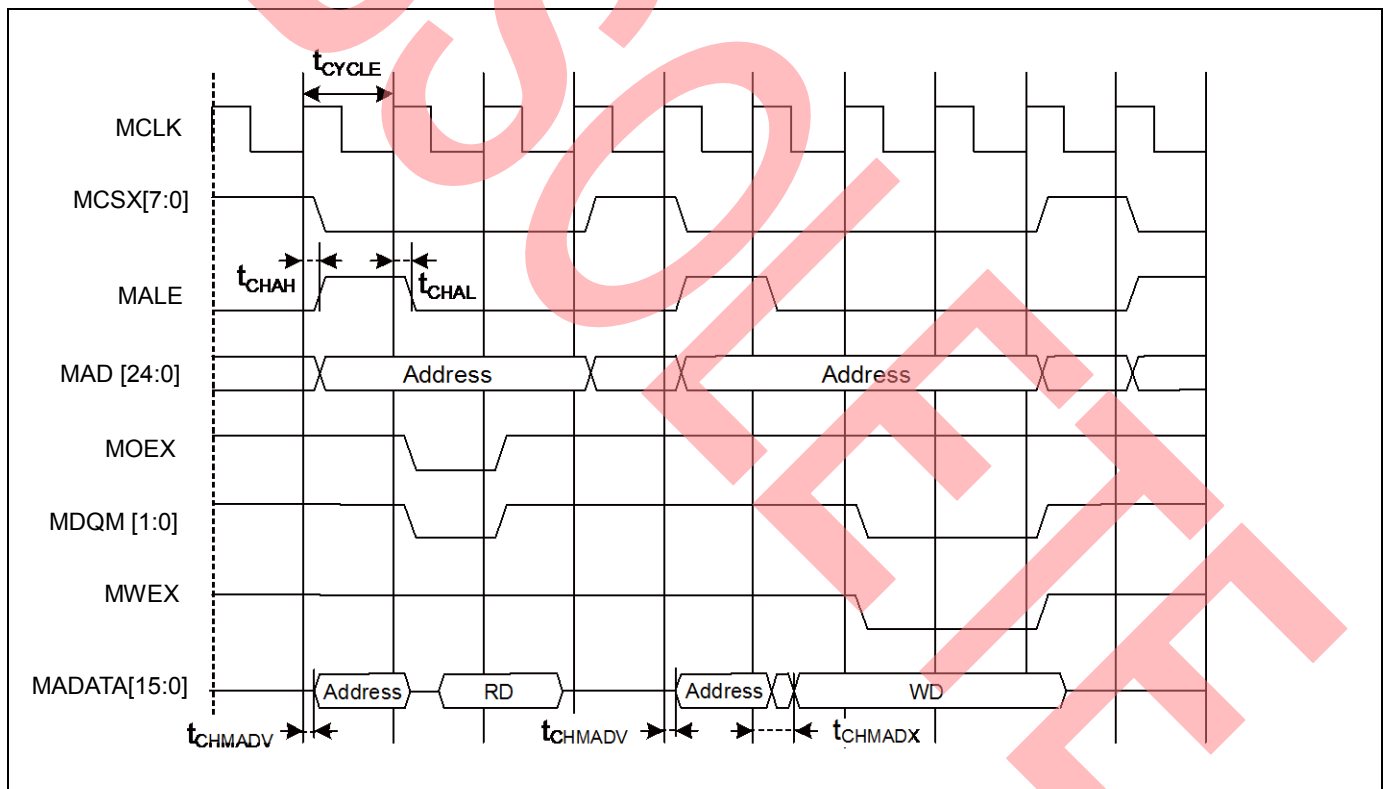 tCYCLE
MCLK
MCSX[7:0]
tCHAH
tCHAL
MALE
MAD [24:0]
Address
Address
MOEX
MDQM [1:0]
MWEX
MADATA[15:0]
Address
RD
Address
WD
tCHMADV
tCHMADV
tCHMADX